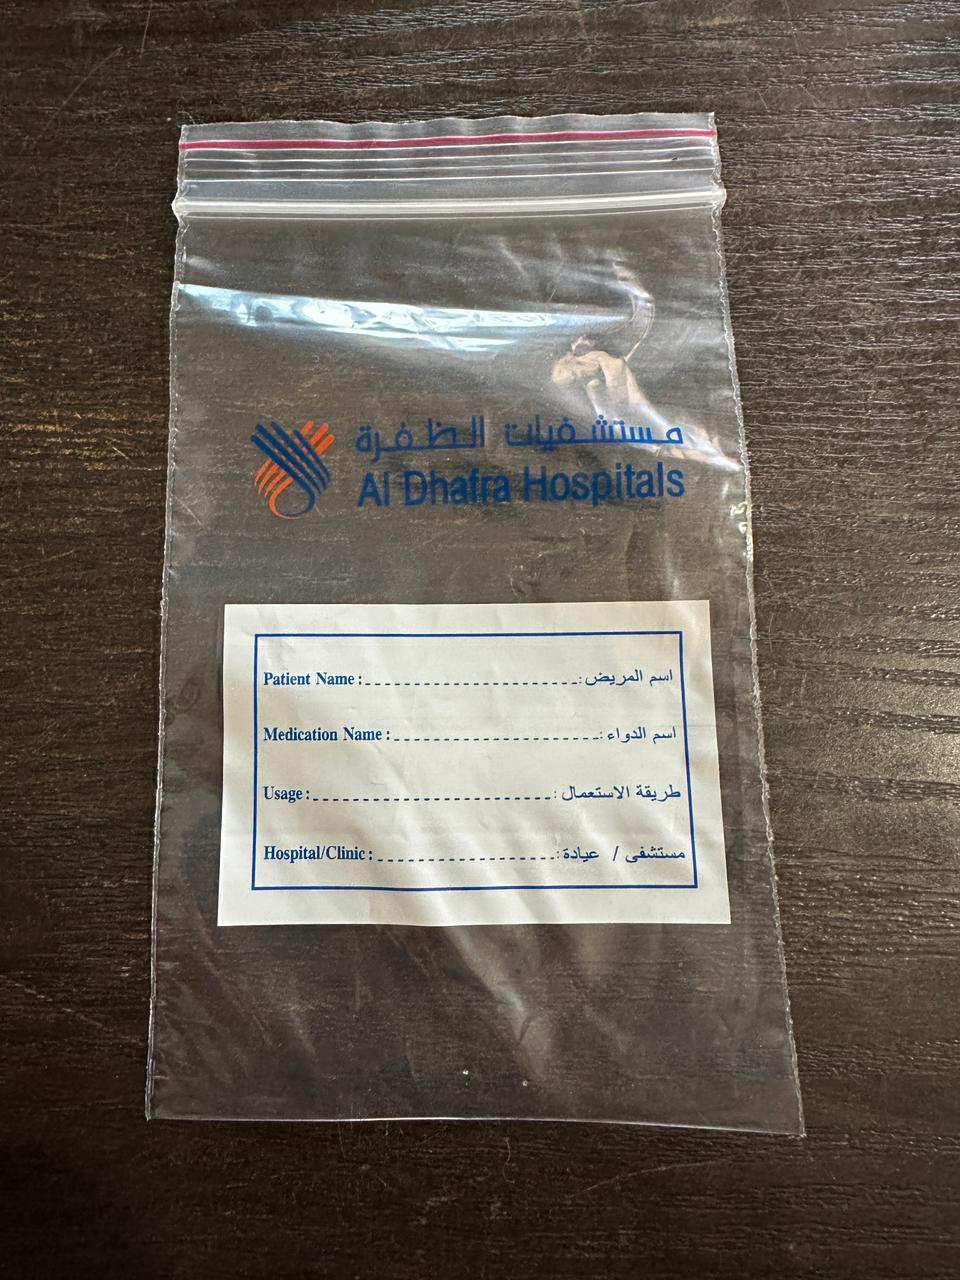 مستشفيات الظفرة
Al Dhafra Hospitals
Patient Name : اسم المريض :
Medication Name : اسم الدواء :
Usage : طريقة الاستعمال :
Hospital/Clinic : مستشفى / عيادة :